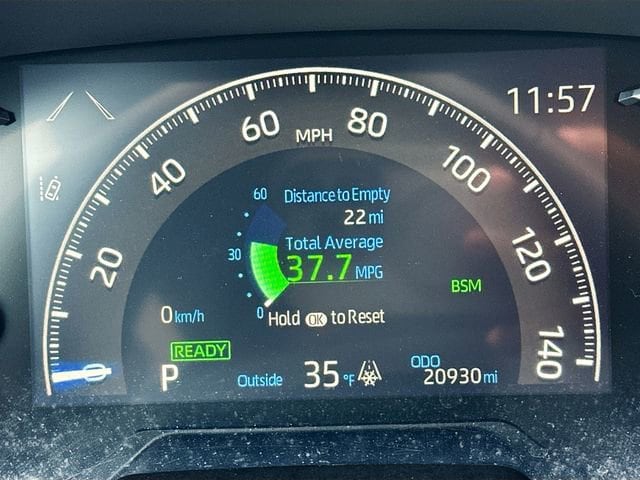 11:57
60
MPH
80
40
100
20
120
0
140
60
Distance to Empty
22 mi
Total Average
30
37.7 MPG
BSM
0
Hold OK to Reset
0 km/h
READY
P
Outside 35 °F
ODO
20930 mi